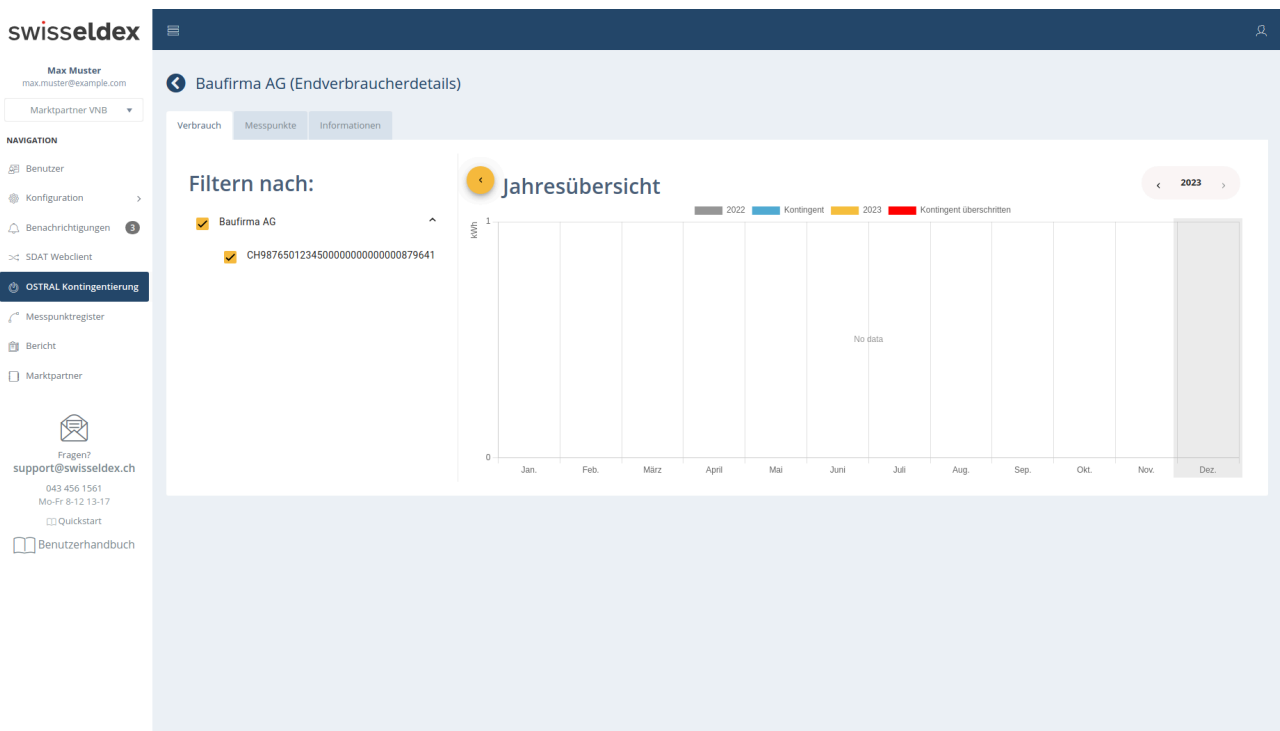 swisseldex
Max Muster
max.muster@example.com
Marktpartner VNB
NAVIGATION
Benutzer
Konfiguration
Benachrichtigungen 3
SDAT Webclient
OSTRAL Kontingentierung
Messpunktregister
Bericht
Marktpartner
Fragen?
support@swisseldex.ch
043 456 1561
Mo-Fr 8-12 13-17
Quickstart
Benutzerhandbuch
Baufirma AG (Endverbraucherdetails)
Verbrauch Messpunkte Informationen
Filtern nach:
Baufirma AG
CH9876501234500000000000000879641
Jahresübersicht
2023
2022 Kontingent 2023 Kontingent überschritten
kWh
1
No data
0
Jan. Feb. März April Mai Juni Juli Aug. Sep. Okt. Nov. Dez.